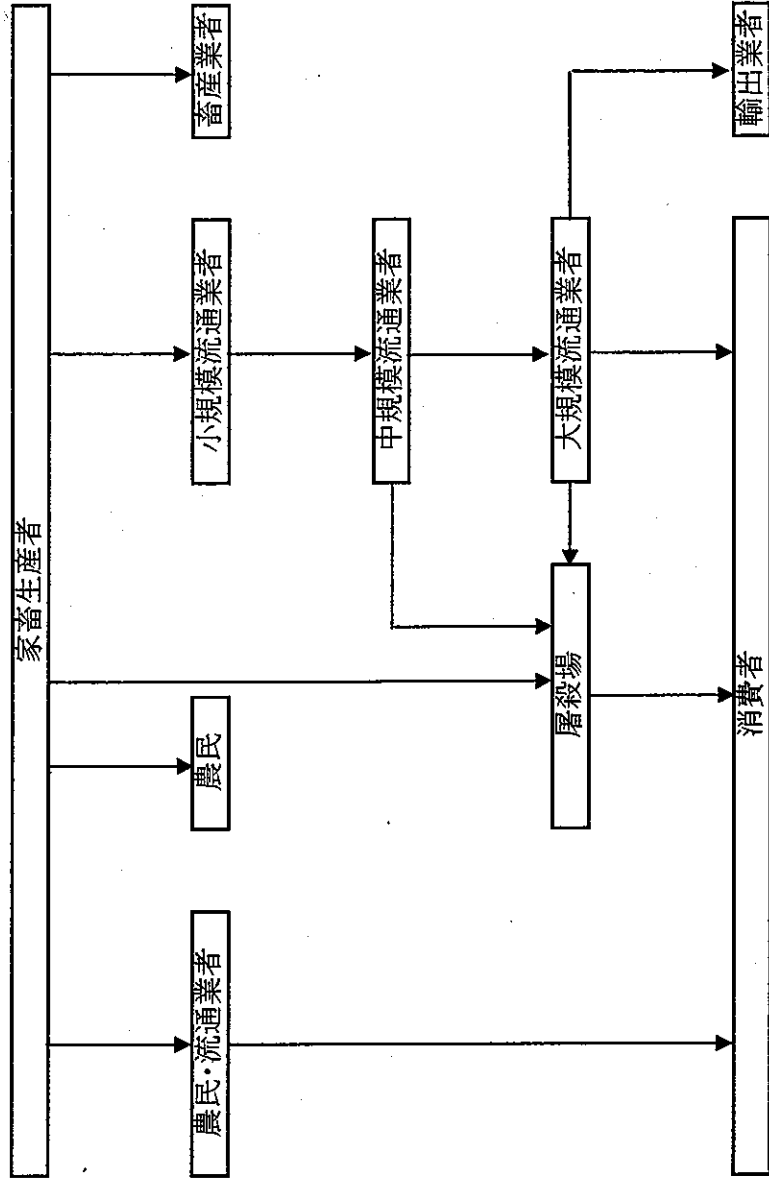 家畜生産者
農民・流通業者
農民
小規模流通業者
畜産業者
中規模流通業者
屠殺場
大規模流通業者
消費者
輸出業者